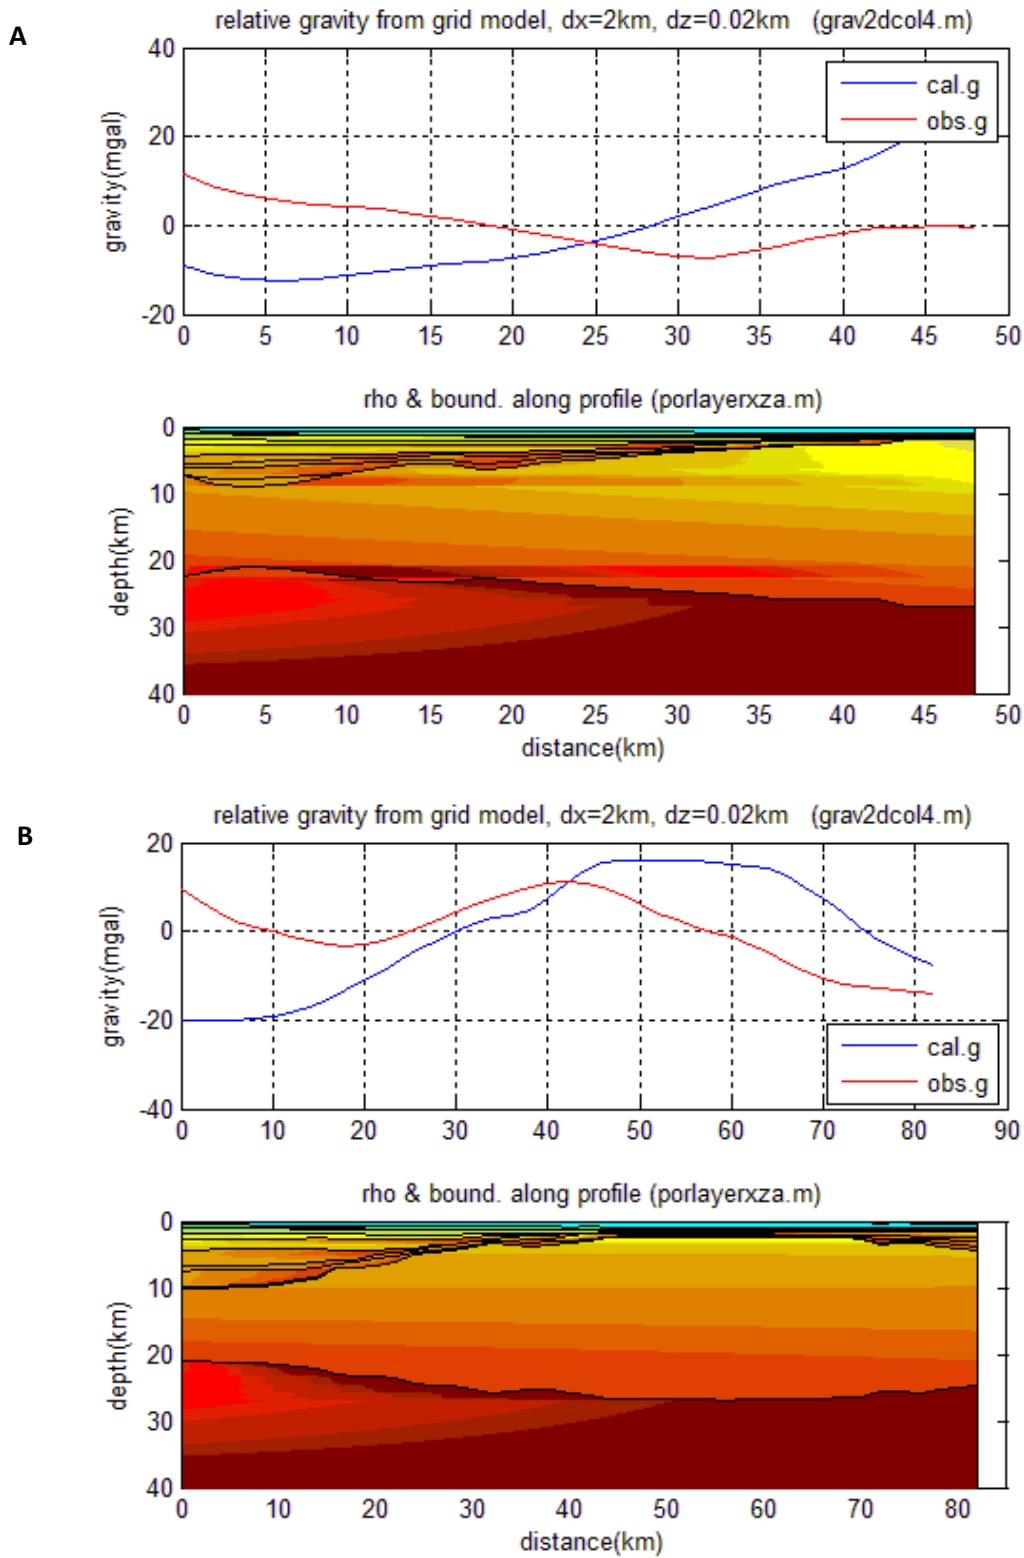 A
relative gravity from grid model, dx=2km, dz=0.02km (grav2dcol4.m)
40
20
0
-20
gravity(mgal)
cal.g
obs.g
0 5 10 15 20 25 30 35 40 45 50
rho & bound. along profile (porlayerxza.m)
0
10
20
30
40
depth(km)
0 5 10 15 20 25 30 35 40 45 50
distance(km)
B
relative gravity from grid model, dx=2km, dz=0.02km (grav2dcol4.m)
20
0
-20
-40
gravity(mgal)
cal.g
obs.g
0 10 20 30 40 50 60 70 80 90
rho & bound. along profile (porlayerxza.m)
0
10
20
30
40
depth(km)
0 10 20 30 40 50 60 70 80
distance(km)